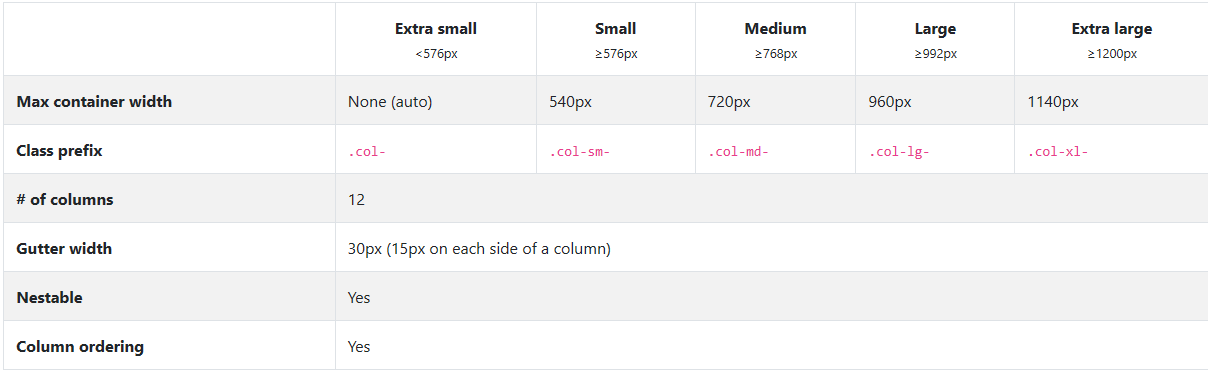 Extra small Small Medium Large Extra large
<576px ≥576px ≥768px ≥992px ≥1200px
Max container width None (auto) 540px 720px 960px 1140px
Class prefix .col- .col-sm- .col-md- .col-lg- .col-xl-
# of columns 12
Gutter width 30px (15px on each side of a column)
Nestable Yes
Column ordering Yes